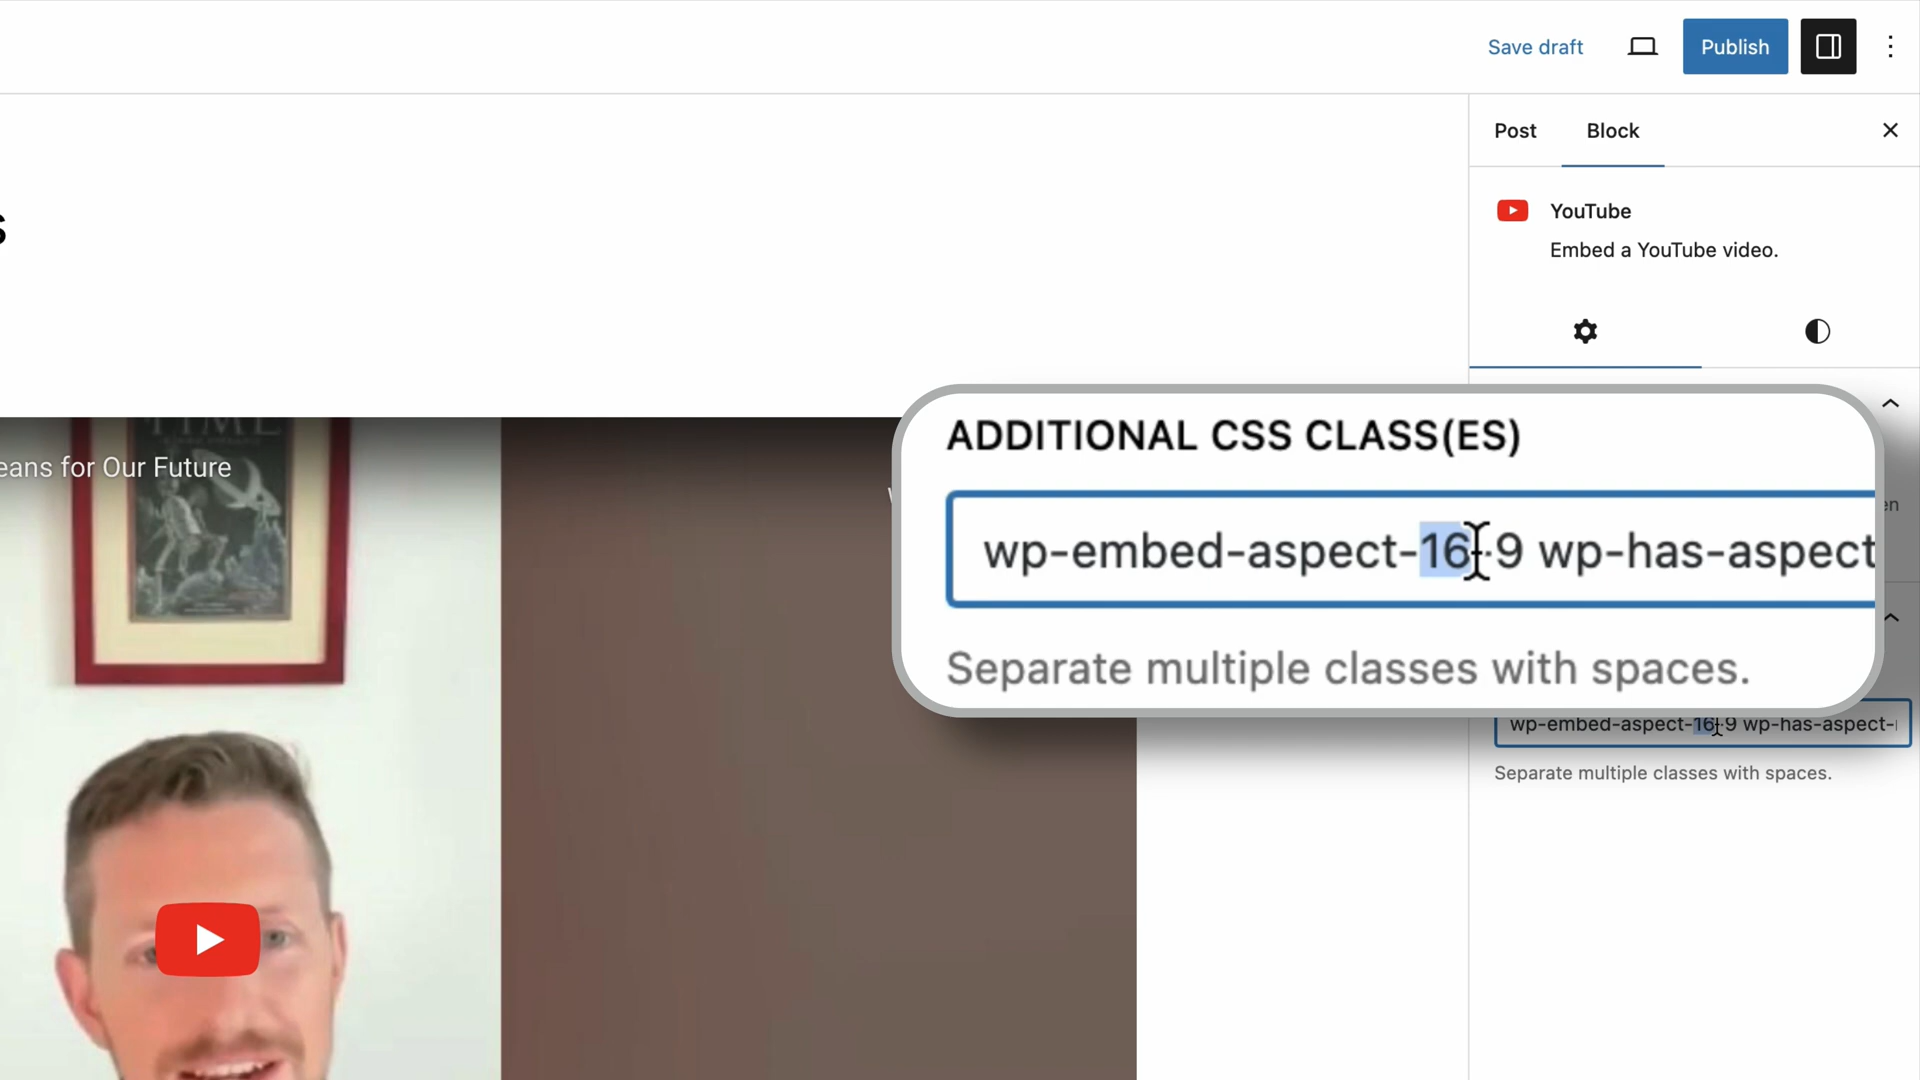 Save draft
Publish
Post
Block
YouTube
Embed a YouTube video.
TIME
eans for Our Future
ADDITIONAL CSS CLASS(ES)
wp-embed-aspect-16-9 wp-has-aspect
Separate multiple classes with spaces.
en
wp-embed-aspect-16-9 wp-has-aspect-
Separate multiple classes with spaces.